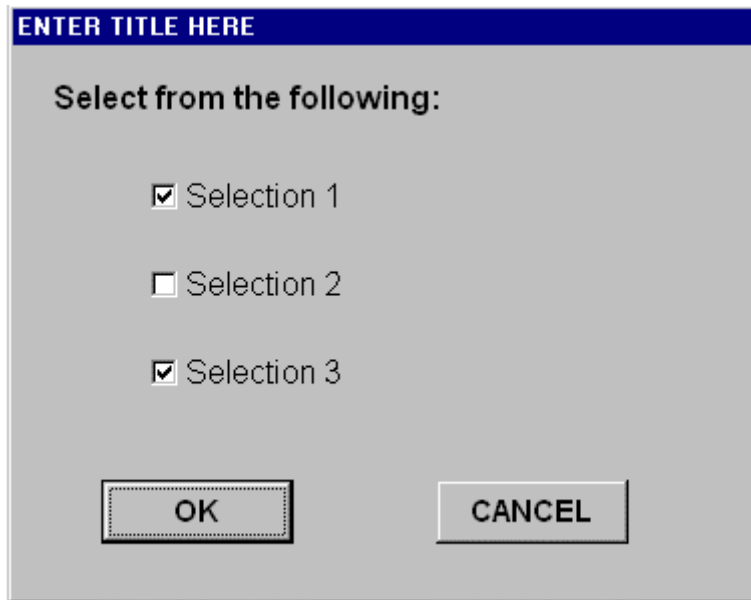 ENTER TITLE HERE
Select from the following:
Selection 1
Selection 2
Selection 3
OK CANCEL